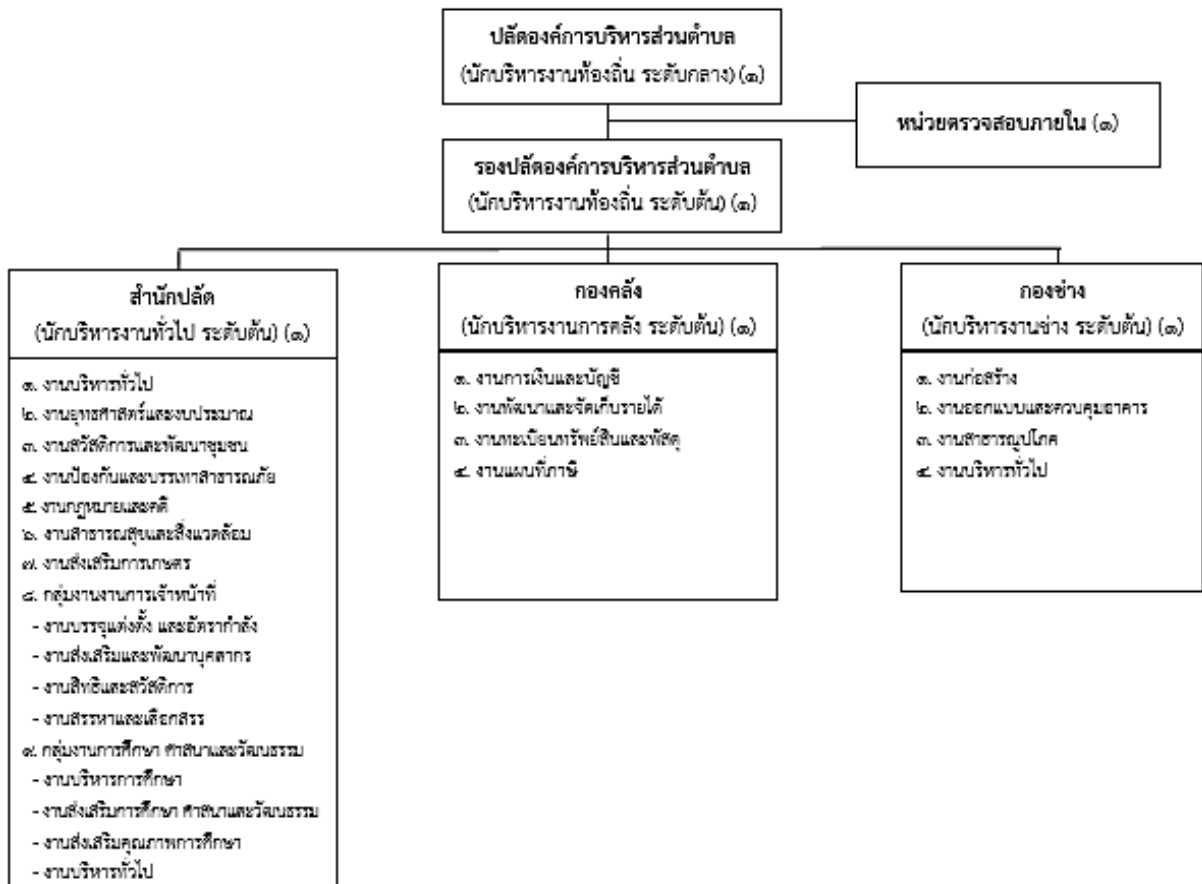 ปลัดองค์การบริหารส่วนตำบล
(นักบริหารงานท้องถิ่น ระดับกลาง) (๑)
หน่วยตรวจสอบภายใน (๑)
รองปลัดองค์การบริหารส่วนตำบล
(นักบริหารงานท้องถิ่น ระดับต้น) (๑)
สำนักปลัด
(นักบริหารงานทั่วไป ระดับต้น) (๑)
๑. งานบริหารทั่วไป
๒. งานยุทธศาสตร์และงบประมาณ
๓. งานสวัสดิการและพัฒนาชุมชน
๔. งานป้องกันและบรรเทาสาธารณภัย
๕. งานกฎหมายและคดี
๖. งานสาธารณสุขและสิ่งแวดล้อม
๗. งานส่งเสริมการเกษตร
๘. กลุ่มงานงานการเจ้าหน้าที่
- งานบรรจุแต่งตั้ง และอัตรากำลัง
- งานส่งเสริมและพัฒนาบุคลากร
- งานสิทธิและสวัสดิการ
- งานสรรหาและเลือกสรร
๙. กลุ่มงานการศึกษา ศาสนาและวัฒนธรรม
- งานบริหารการศึกษา
- งานส่งเสริมการศึกษา ศาสนาและวัฒนธรรม
- งานส่งเสริมคุณภาพการศึกษา
- งานบริหารทั่วไป
กองคลัง
(นักบริหารงานการคลัง ระดับต้น) (๑)
๑. งานการเงินและบัญชี
๒. งานพัฒนาและจัดเก็บรายได้
๓. งานทะเบียนทรัพย์สินและพัสดุ
๔. งานแผนที่ภาษี
กองช่าง
(นักบริหารงานช่าง ระดับต้น) (๑)
๑. งานก่อสร้าง
๒. งานออกแบบและควบคุมอาคาร
๓. งานสาธารณูปโภค
๔. งานบริหารทั่วไป